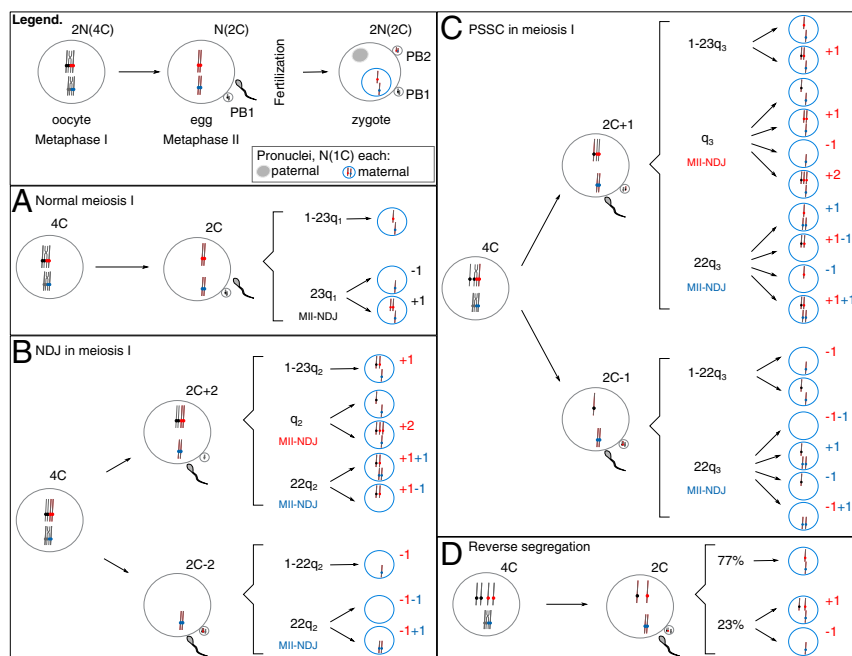 Legend.
2N(4C)
N(2C)
2N(2C)
Fertilization
PB2
PB1
PB1
oocyte
egg
zygote
Metaphase I
Metaphase II
Pronuclei, N(1C) each:
paternal
maternal
A Normal meiosis I
4C
2C
1-23q₁
23q₁
MII-NDJ
-1
+1
B NDJ in meiosis I
4C
2C+2
1-23q₂
+1
q₂
MII-NDJ
+2
22q₂
MII-NDJ
+1+1
+1-1
2C-2
1-22q₂
-1
22q₂
MII-NDJ
-1-1
-1+1
C PSSC in meiosis I
4C
2C+1
1-23q₃
+1
q₃
MII-NDJ
+1
-1
+2
22q₃
MII-NDJ
+1
+1-1
-1
+1+1
2C-1
1-22q₃
-1
22q₃
MII-NDJ
-1-1
+1
-1
-1+1
D Reverse segregation
4C
2C
77%
23%
+1
-1